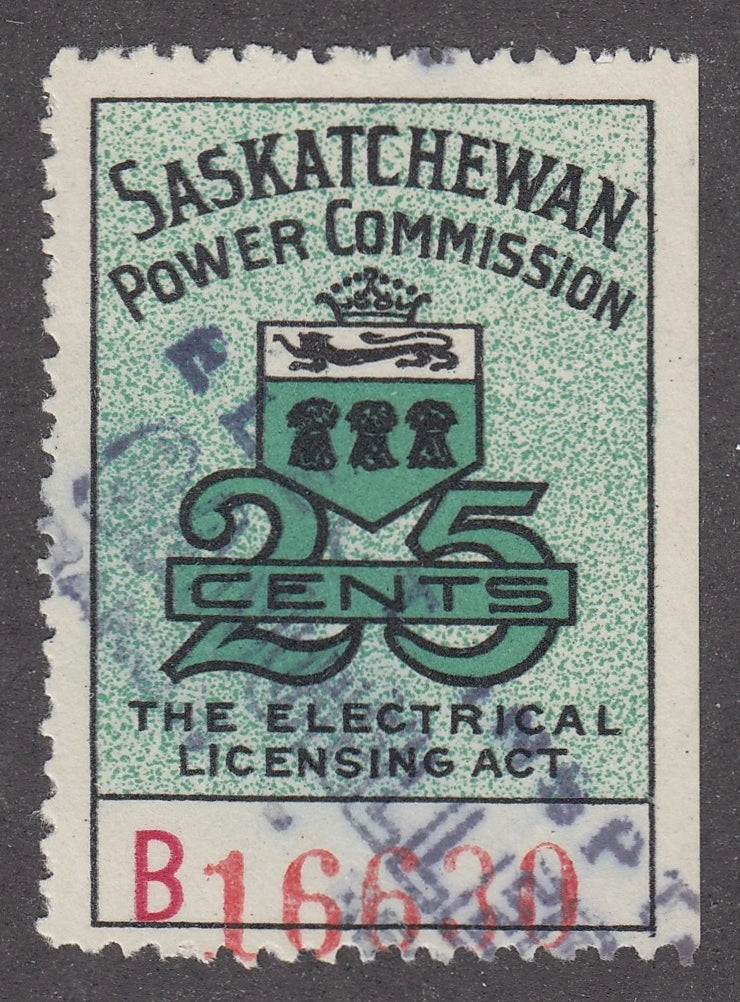 SASKATCHEWAN
POWER COMMISSION
25
CENTS
THE ELECTRICAL
LICENSING ACT
B 16630